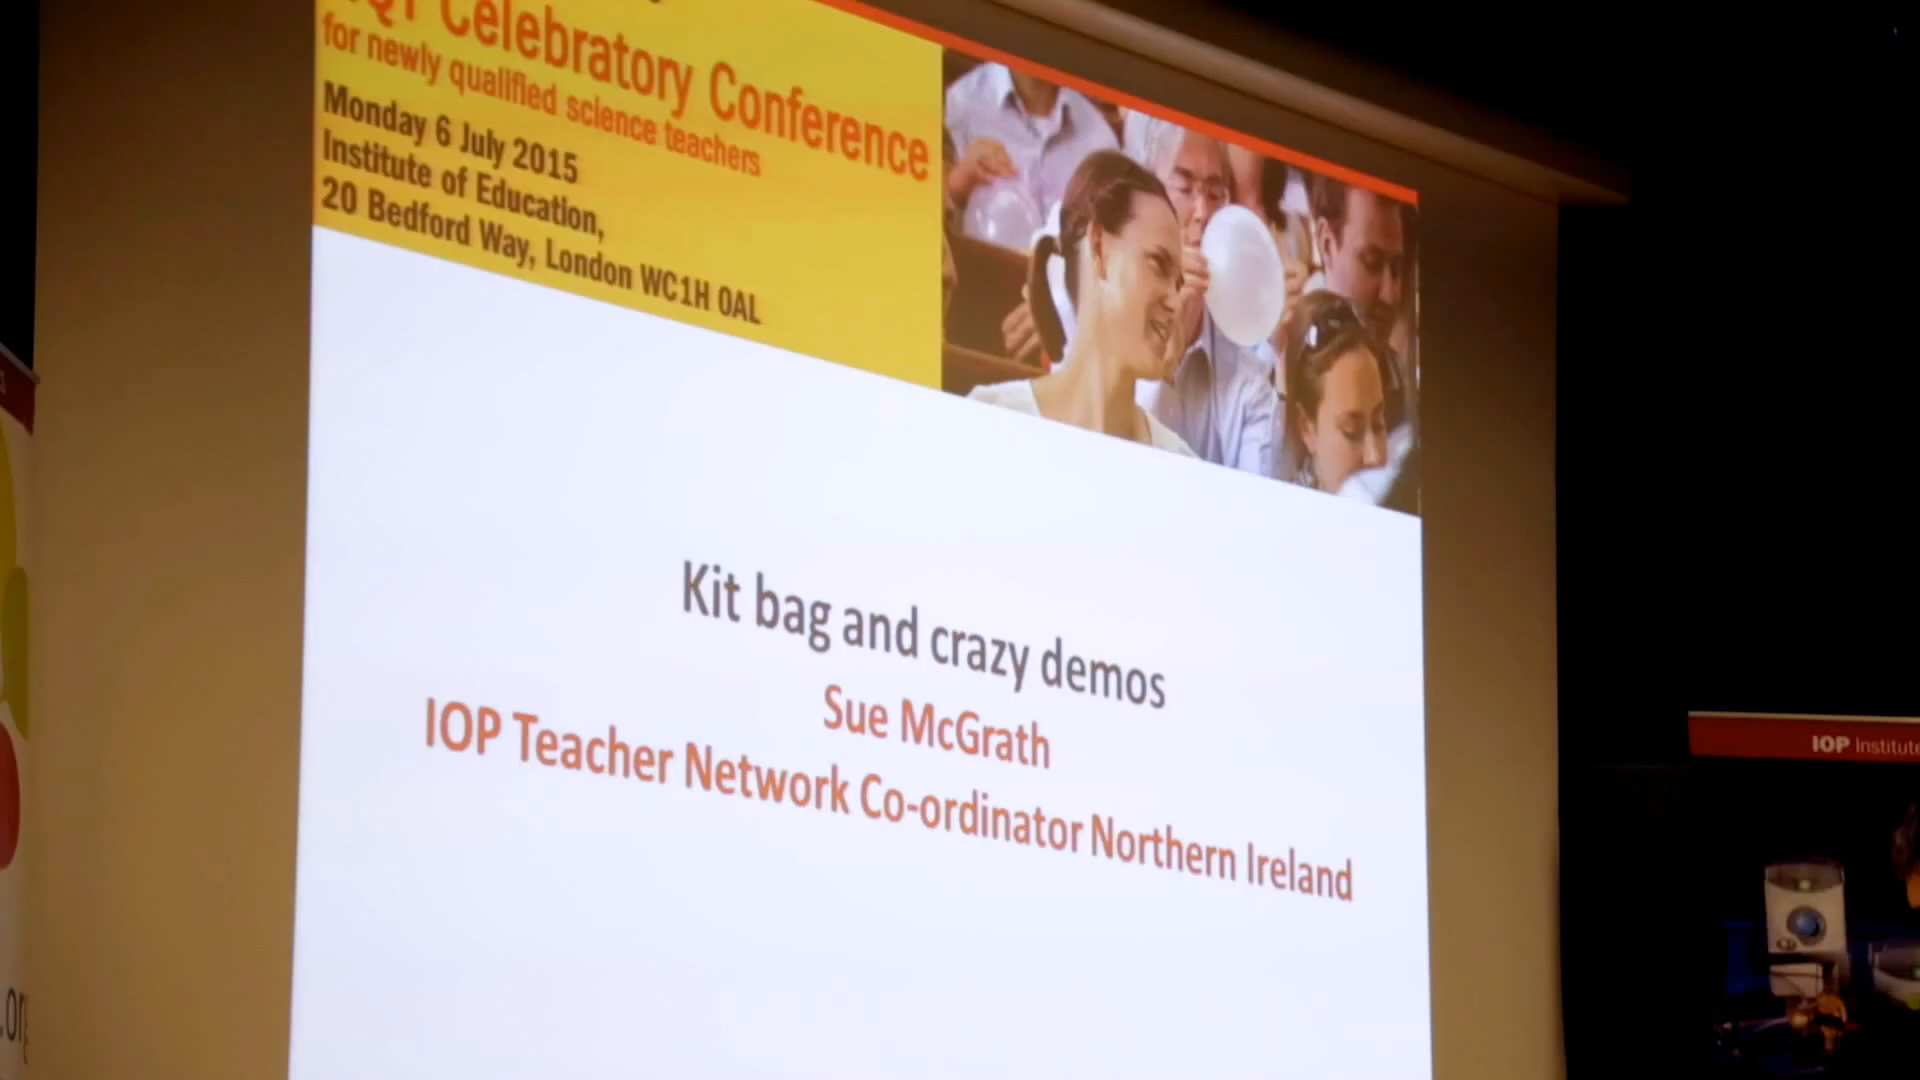 Celebratory Conference
for newly qualified science teachers
Monday 6 July 2015
Institute of Education,
20 Bedford Way, London WC1H 0AL
Kit bag and crazy demos
Sue McGrath
IOP Teacher Network Co-ordinator Northern Ireland
IOP Institute
.org